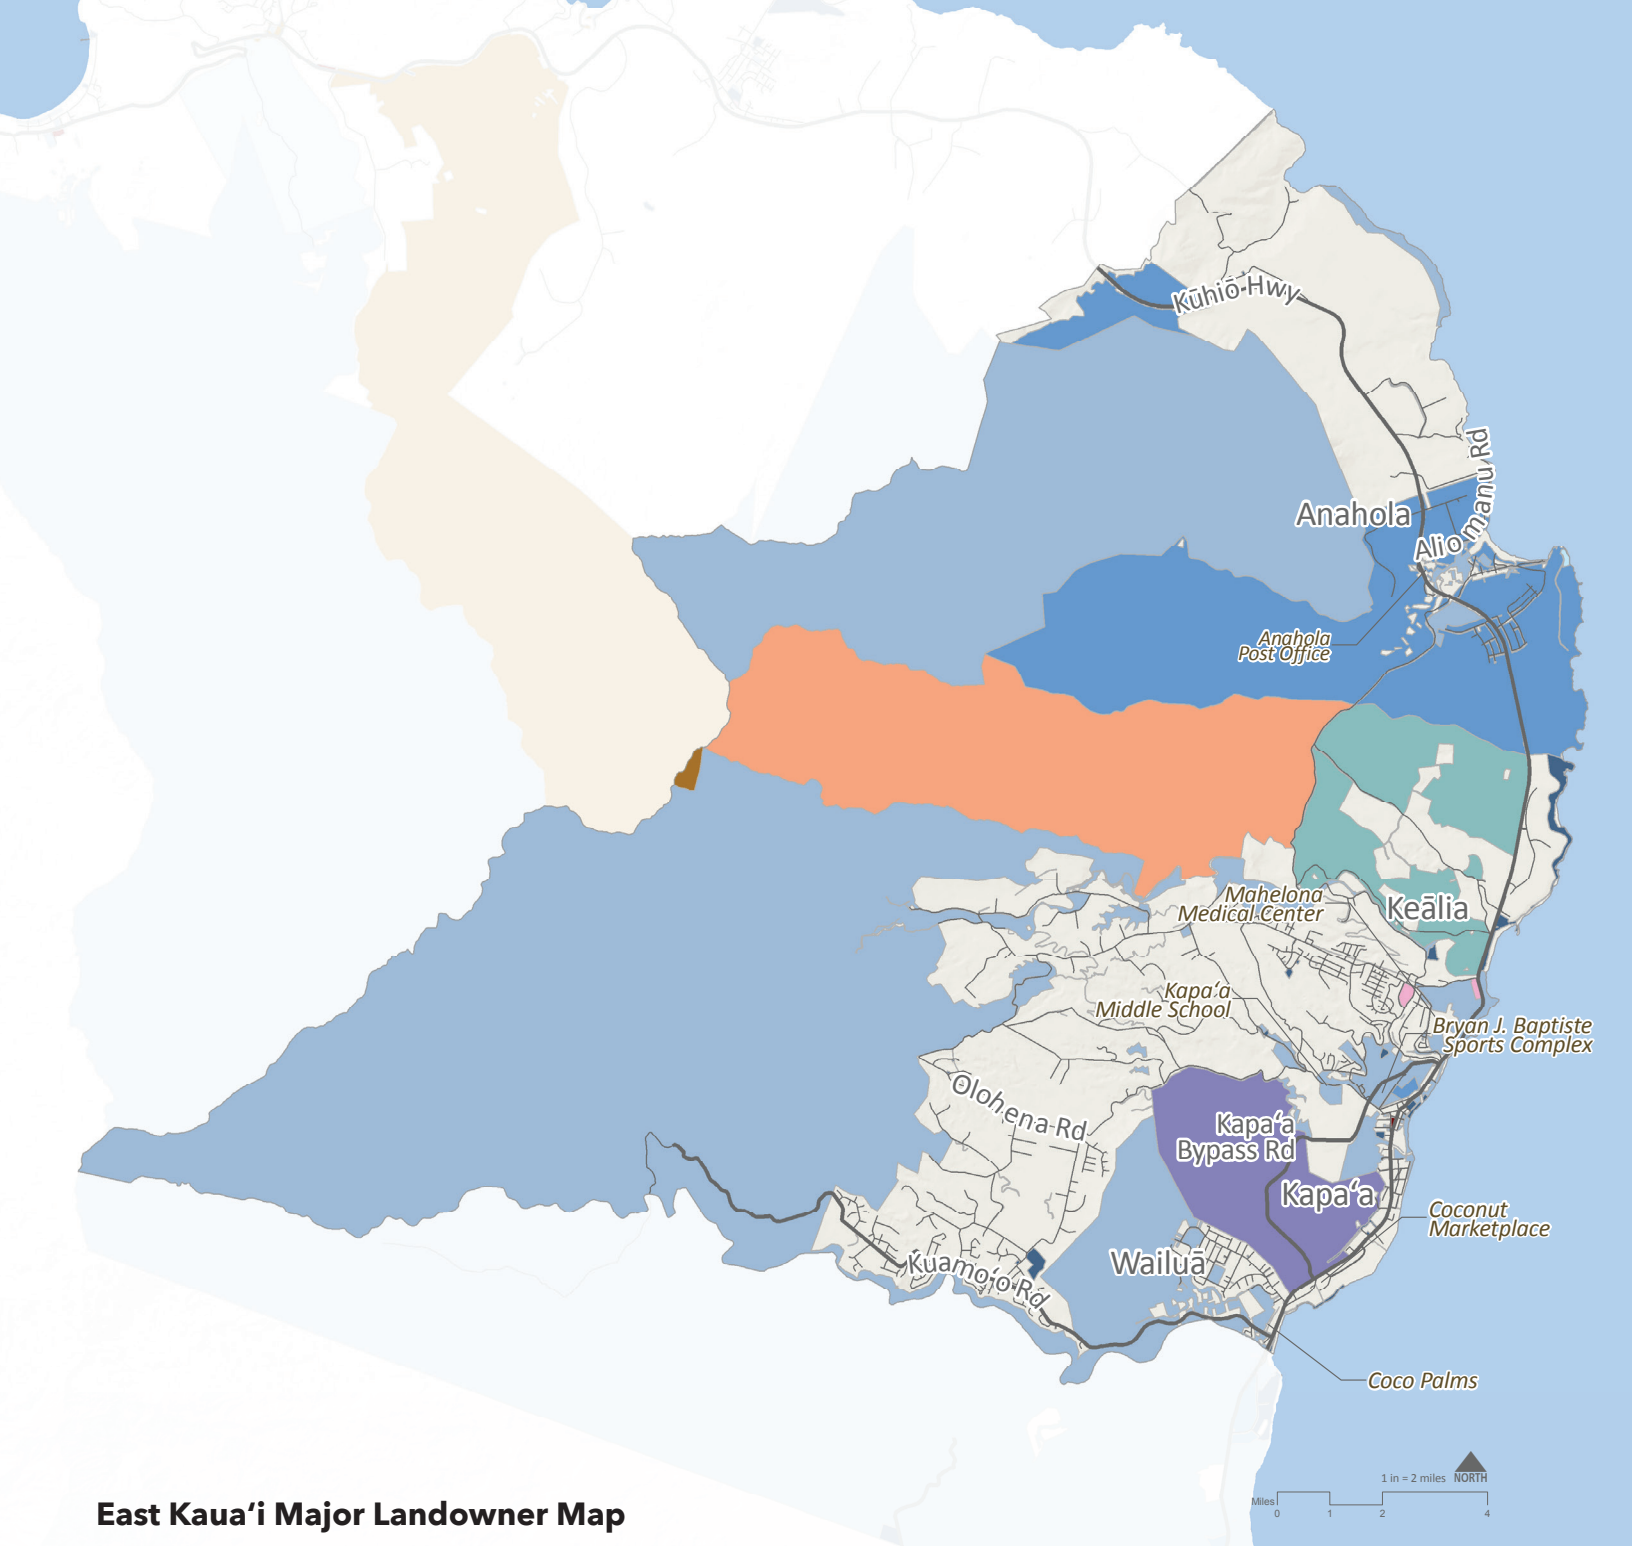 Kūhiō Hwy
Aliomanu Rd
Anahola
Anahola
Post Office
Mahelona
Medical Center
Keālia
Kapaʻa
Middle School
Bryan J. Baptiste
Sports Complex
Olohena Rd
Kapaʻa
Bypass Rd
Kapaʻa
Coconut
Marketplace
Wailuā
Kuamoʻo Rd
Coco Palms
1 in = 2 miles NORTH
Miles
0 1 2 4
East Kauaʻi Major Landowner Map